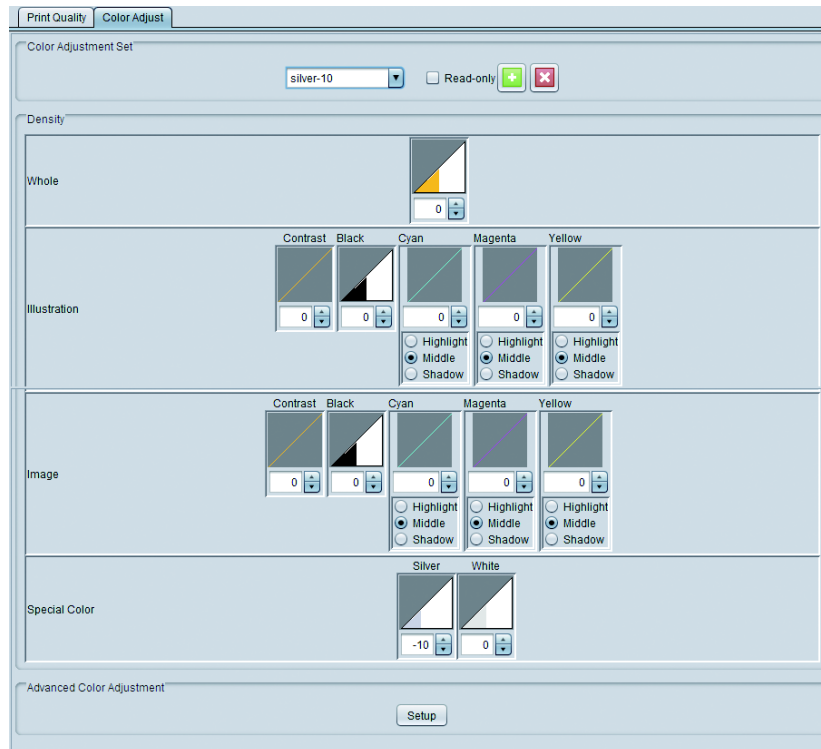 Print Quality Color Adjust
Color Adjustment Set
silver-10 Read-only
Density
Whole
0
Contrast Black Cyan Magenta Yellow
Illustration
0 0 0 0 0
Highlight Highlight Highlight
Middle Middle Middle
Shadow Shadow Shadow
Contrast Black Cyan Magenta Yellow
Image
0 0 0 0 0
Highlight Highlight Highlight
Middle Middle Middle
Shadow Shadow Shadow
Silver White
Special Color
-10 0
Advanced Color Adjustment
Setup